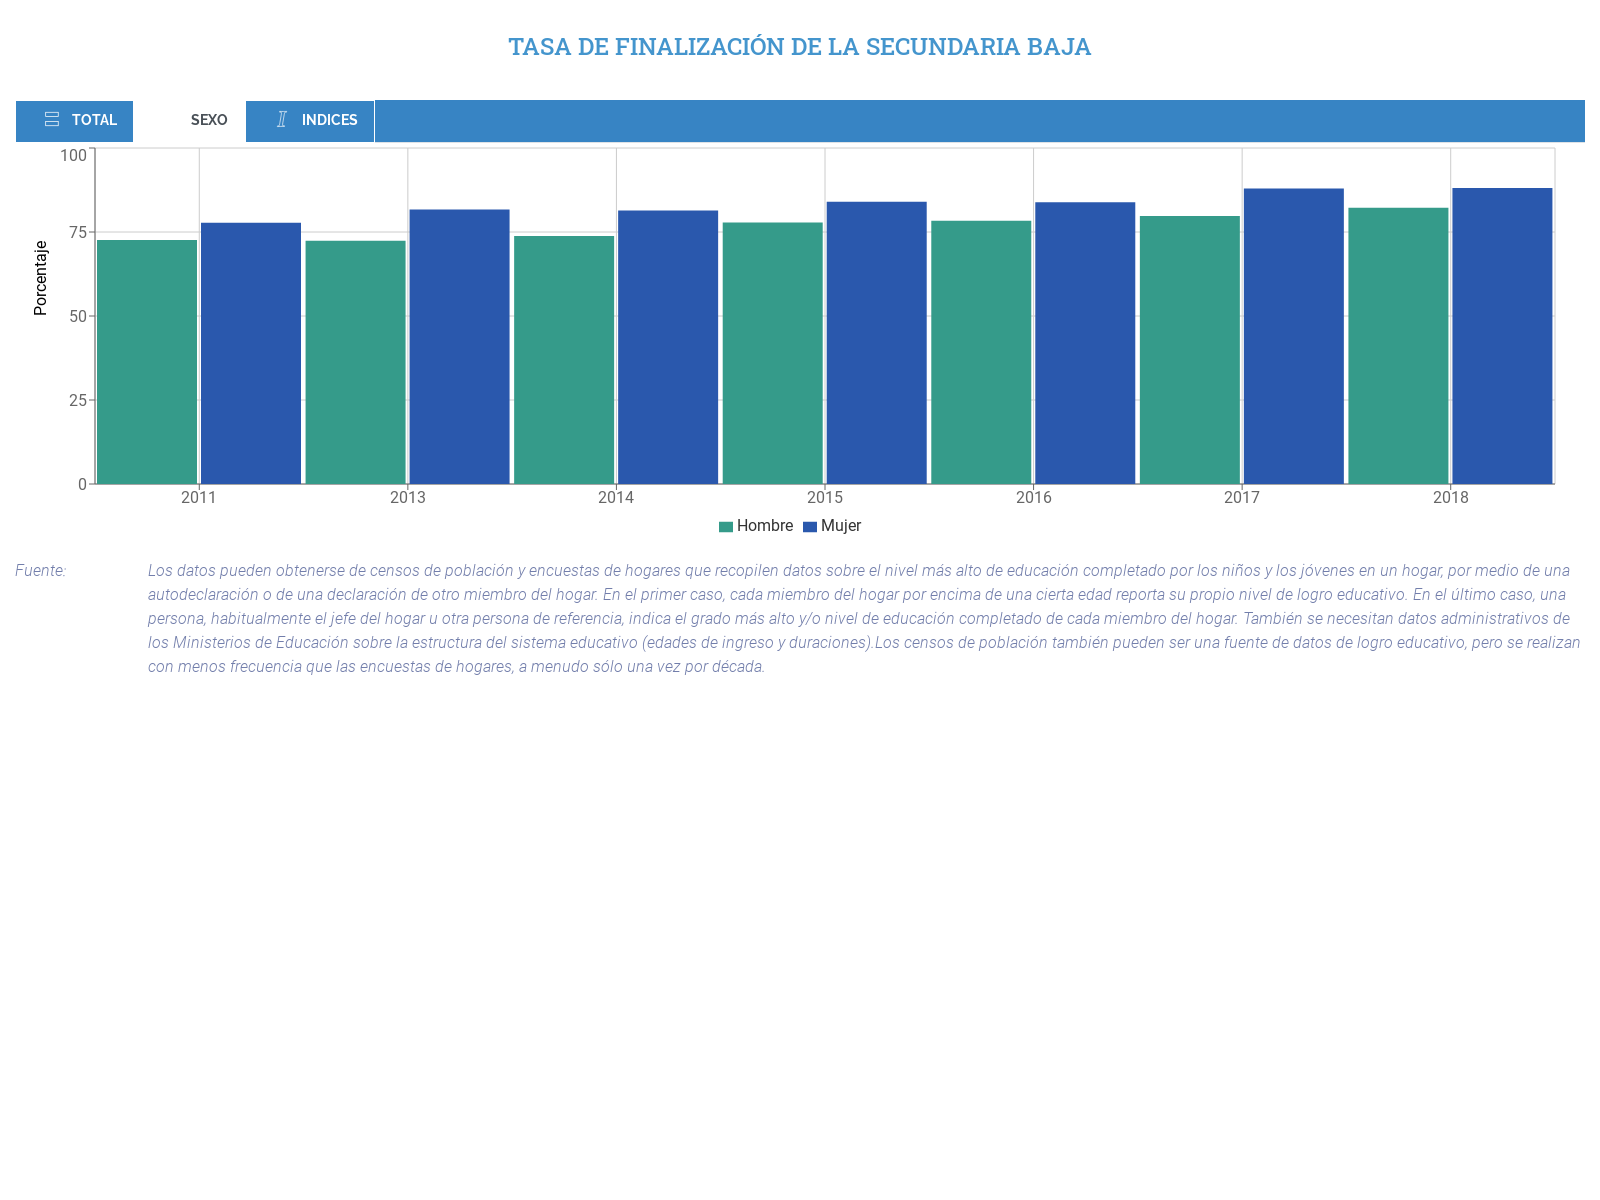 TASA DE FINALIZACIÓN DE LA SECUNDARIA BAJA
TOTAL SEXO INDICES
100
75
50
25
0
Porcentaje
2011 2013 2014 2015 2016 2017 2018
Hombre Mujer
Fuente: Los datos pueden obtenerse de censos de población y encuestas de hogares que recopilen datos sobre el nivel más alto de educación completado por los niños y los jóvenes en un hogar, por medio de una
autodeclaración o de una declaración de otro miembro del hogar. En el primer caso, cada miembro del hogar por encima de una cierta edad reporta su propio nivel de logro educativo. En el último caso, una
persona, habitualmente el jefe del hogar u otra persona de referencia, indica el grado más alto y/o nivel de educación completado de cada miembro del hogar. También se necesitan datos administrativos de
los Ministerios de Educación sobre la estructura del sistema educativo (edades de ingreso y duraciones).Los censos de población también pueden ser una fuente de datos de logro educativo, pero se realizan
con menos frecuencia que las encuestas de hogares, a menudo sólo una vez por década.